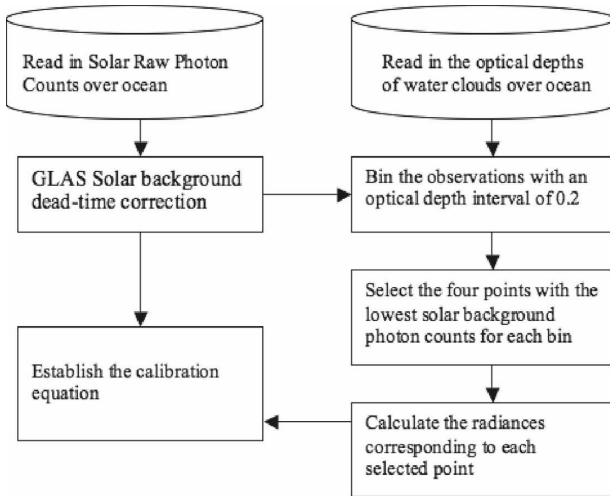 Read in Solar Raw Photon
Counts over ocean
Read in the optical depths
of water clouds over ocean
GLAS Solar background
dead-time correction
Bin the observations with an
optical depth interval of 0.2
Select the four points with the
lowest solar background
photon counts for each bin
Establish the calibration
equation
Calculate the radiances
corresponding to each
selected point